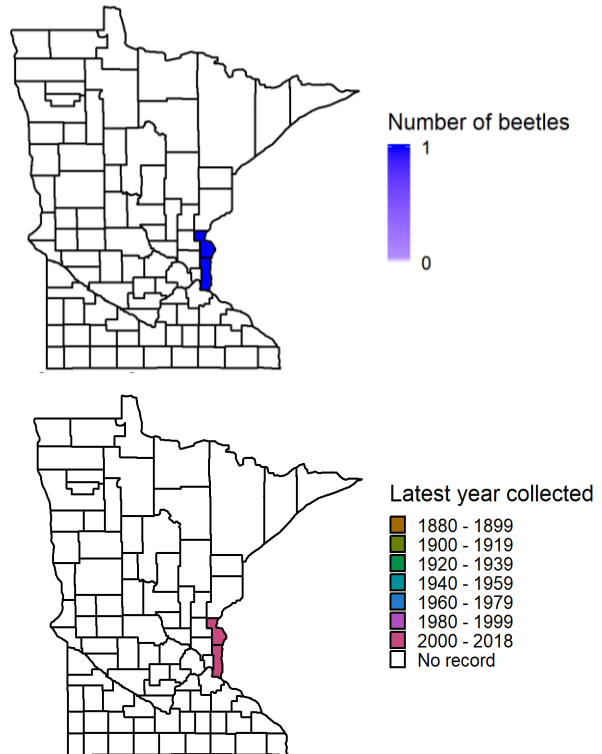 Number of beetles
1
0
Latest year collected
1880 - 1899
1900 - 1919
1920 - 1939
1940 - 1959
1960 - 1979
1980 - 1999
2000 - 2018
No record